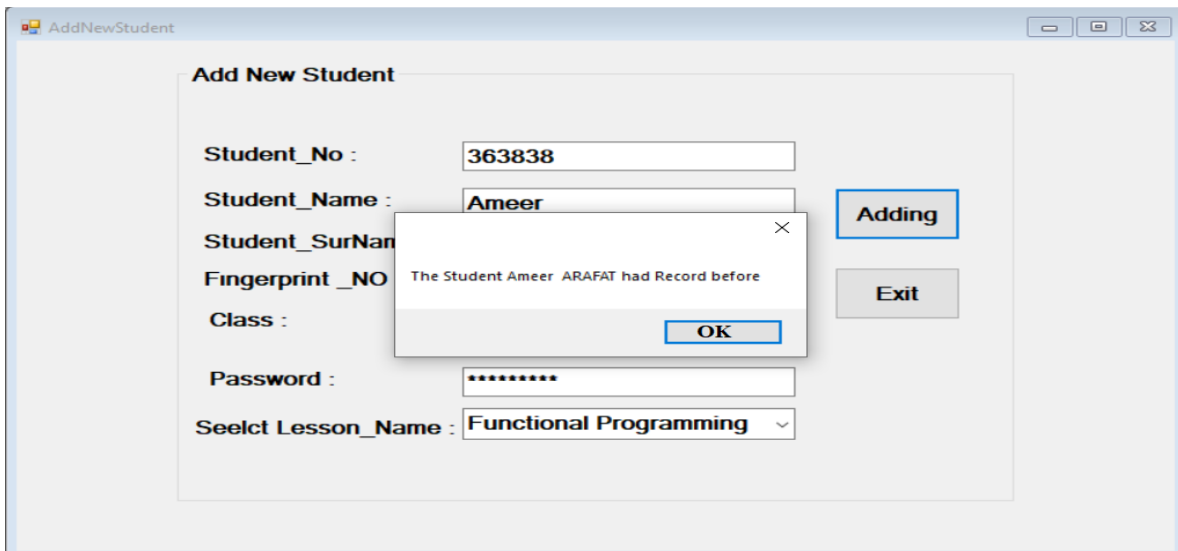 AddNewStudent
Add New Student
Student_No : 363838
Student_Name : Ameer
Adding
Student_SurNam
The Student Ameer ARAFAT had Record before
Fıngerprint _NO
Exit
Class :
OK
Password : *********
Seelct Lesson_Name : Functional Programming